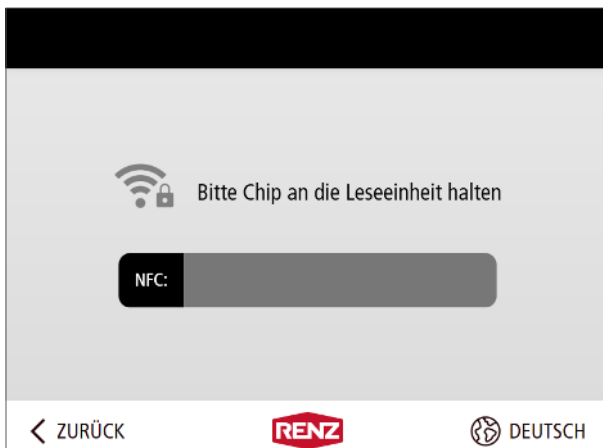 Bitte Chip an die Leseeinheit halten
NFC:
ZURÜCK
RENZ
DEUTSCH